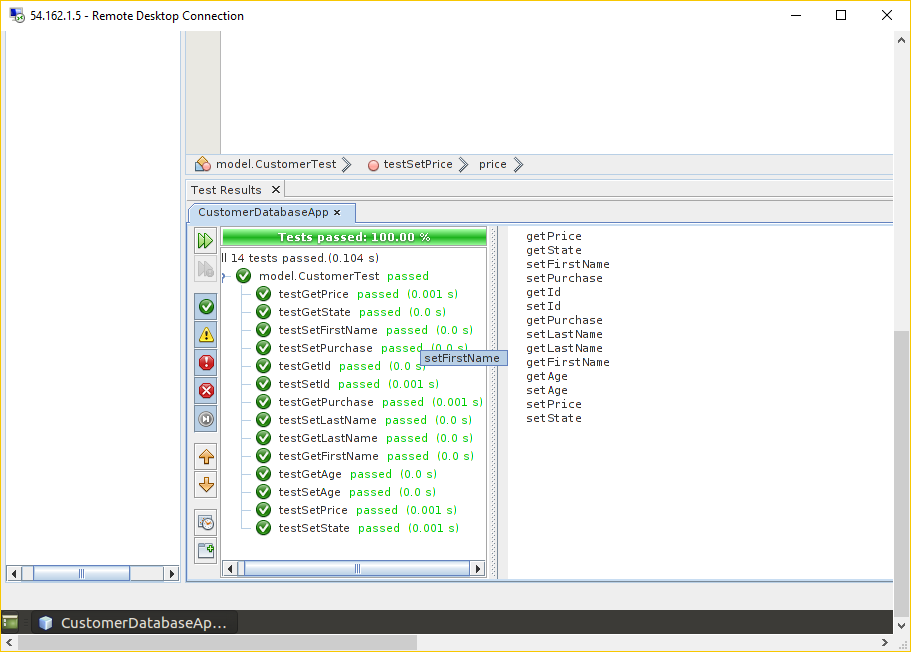 54.162.1.5 - Remote Desktop Connection
model.CustomerTest testSetPrice price
Test Results
CustomerDatabaseApp
Tests passed: 100.00 %
ll 14 tests passed.(0.104 s)
model.CustomerTest passed
testGetPrice passed (0.001 s)
testGetState passed (0.0 s)
testSetFirstName passed (0.0 s)
testSetPurchase passed (0.0 s)
setFirstName
testGetId passed (0.0 s)
testSetId passed (0.001 s)
testGetPurchase passed (0.001 s)
testSetLastName passed (0.0 s)
testGetLastName passed (0.0 s)
testGetFirstName passed (0.0 s)
testGetAge passed (0.0 s)
testSetAge passed (0.0 s)
testSetPrice passed (0.001 s)
testSetState passed (0.001 s)
getPrice
getState
setFirstName
setPurchase
getId
setId
getPurchase
setLastName
getLastName
getFirstName
getAge
setAge
setPrice
setState
CustomerDatabaseAp...